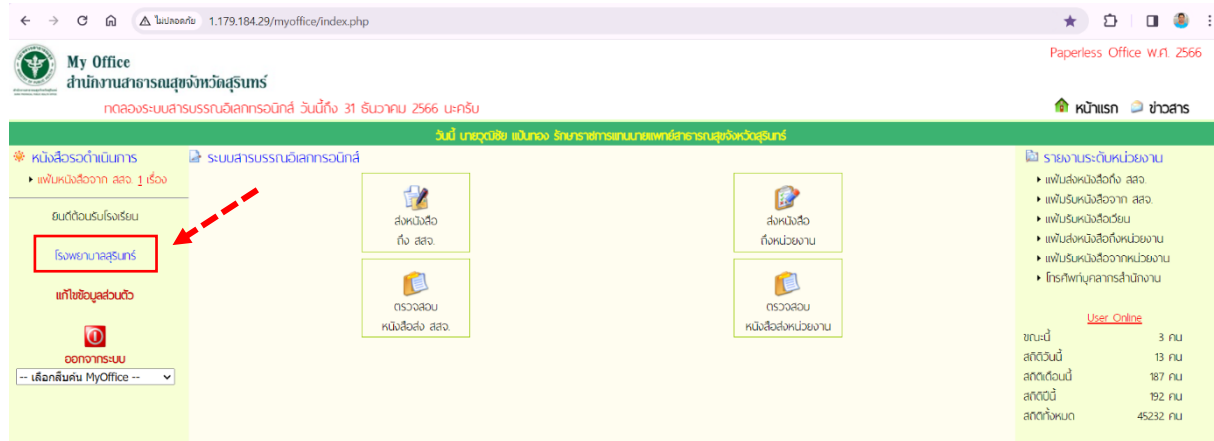 ไม่ปลอดภัย 1.179.184.29/myoffice/index.php
My Office
สำนักงานสาธารณสุขจังหวัดสุรินทร์
Paperless Office พ.ศ. 2566
ทดลองระบบสารบรรณอิเลกทรอนิกส์ วันนี้ถึง 31 ธันวาคม 2566 นะครับ
หน้าแรก ข่าวสาร
วันนี้ นายวุฒิชัย แป้นทอง รักษาราชการแทนนายแพทย์สาธารณสุขจังหวัดสุรินทร์
หนังสือรอดำเนินการ
แฟ้มหนังสือจาก สสจ. 1 เรื่อง
ยินดีต้อนรับโรงเรียน
โรงพยาบาลสุรินทร์
แก้ไขข้อมูลส่วนตัว
ออกจากระบบ
-- เลือกสืบค้น MyOffice --
ระบบสารบรรณอิเลกทรอนิกส์
ส่งหนังสือ
ถึง สสจ.
ส่งหนังสือ
ถึงหน่วยงาน
ตรวจสอบ
หนังสือส่ง สสจ.
ตรวจสอบ
หนังสือส่งหน่วยงาน
รายงานระดับหน่วยงาน
แฟ้มส่งหนังสือถึง สสจ.
แฟ้มรับหนังสือจาก สสจ.
แฟ้มรับหนังสือเวียน
แฟ้มส่งหนังสือถึงหน่วยงาน
แฟ้มรับหนังสือจากหน่วยงาน
โทรศัพท์บุคลากรสำนักงาน
User Online
ขณะนี้ 3 คน
สถิติวันนี้ 13 คน
สถิติเดือนนี้ 187 คน
สถิติปีนี้ 192 คน
สถิติทั้งหมด 45232 คน